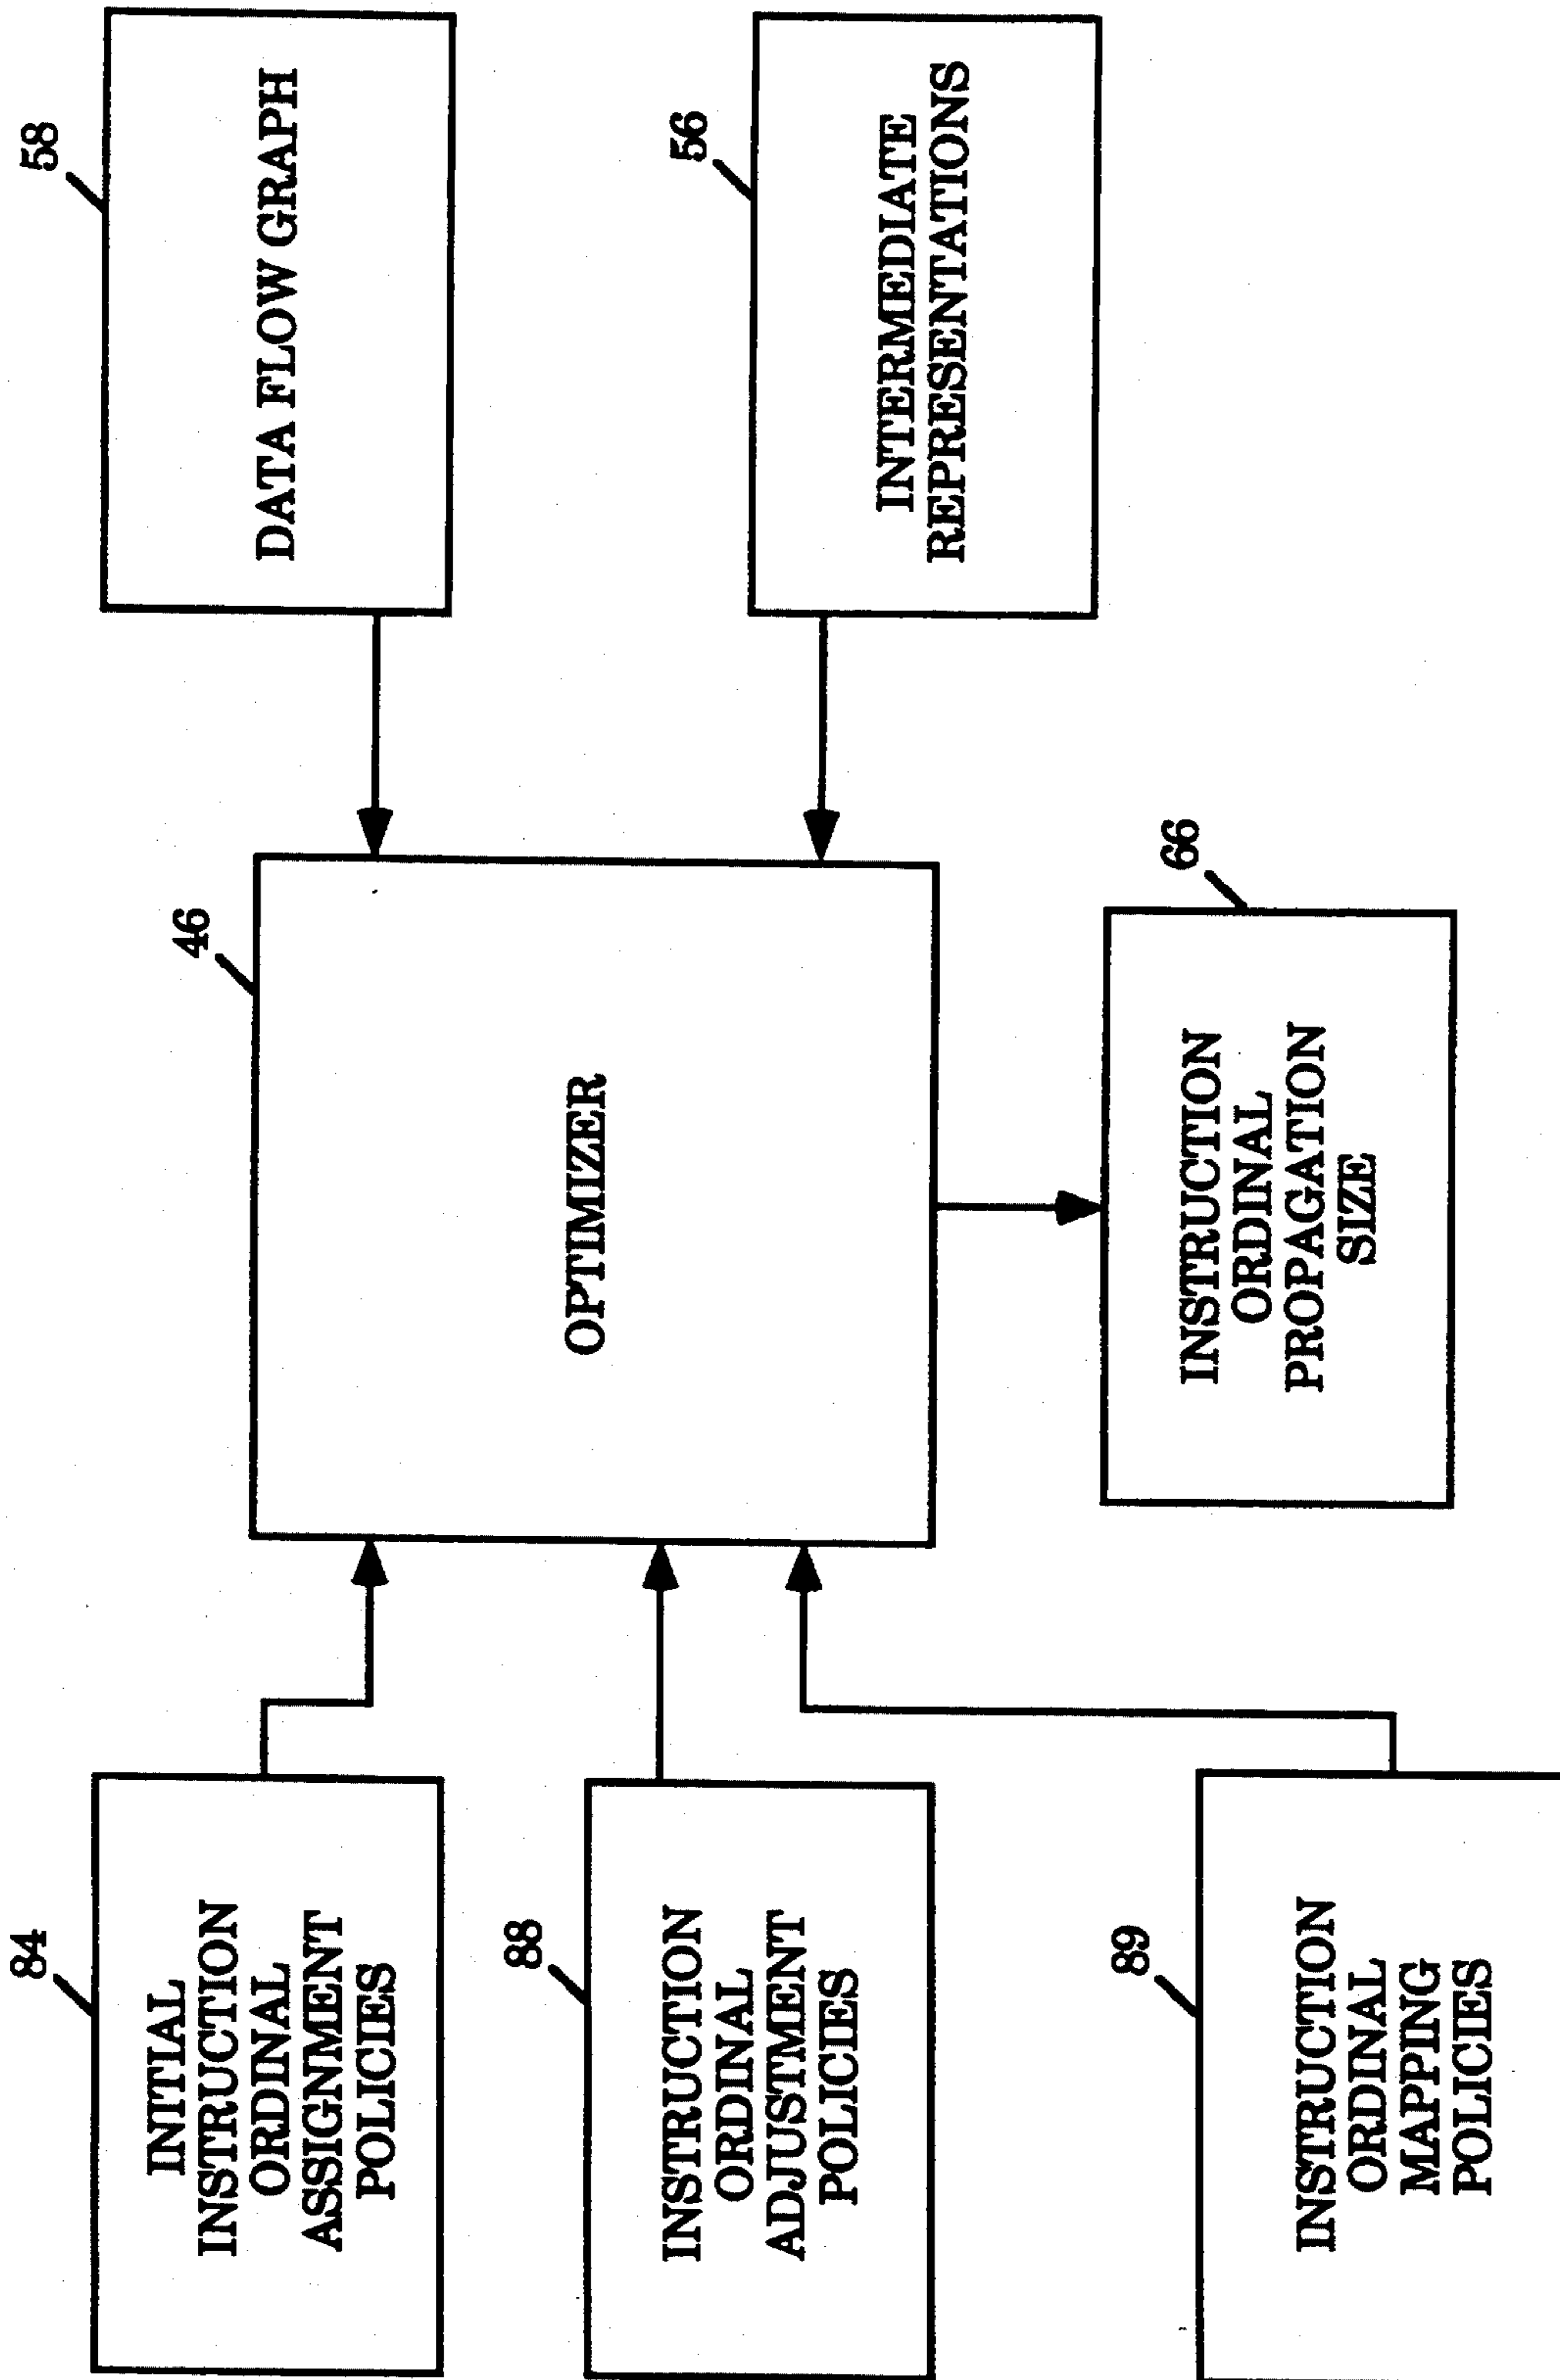 84
INITIAL
INSTRUCTION
ORDINAL
ASSIGNMENT
POLICIES
88
INSTRUCTION
ORDINAL
ADJUSTMENT
POLICIES
89
INSTRUCTION
ORDINAL
MAPPING
POLICIES
46
OPTIMIZER
66
INSTRUCTION
ORDINAL
PROPAGATION
SIZE
58
DATA FLOW GRAPH
56
INTERMEDIATE
REPRESENTATIONS